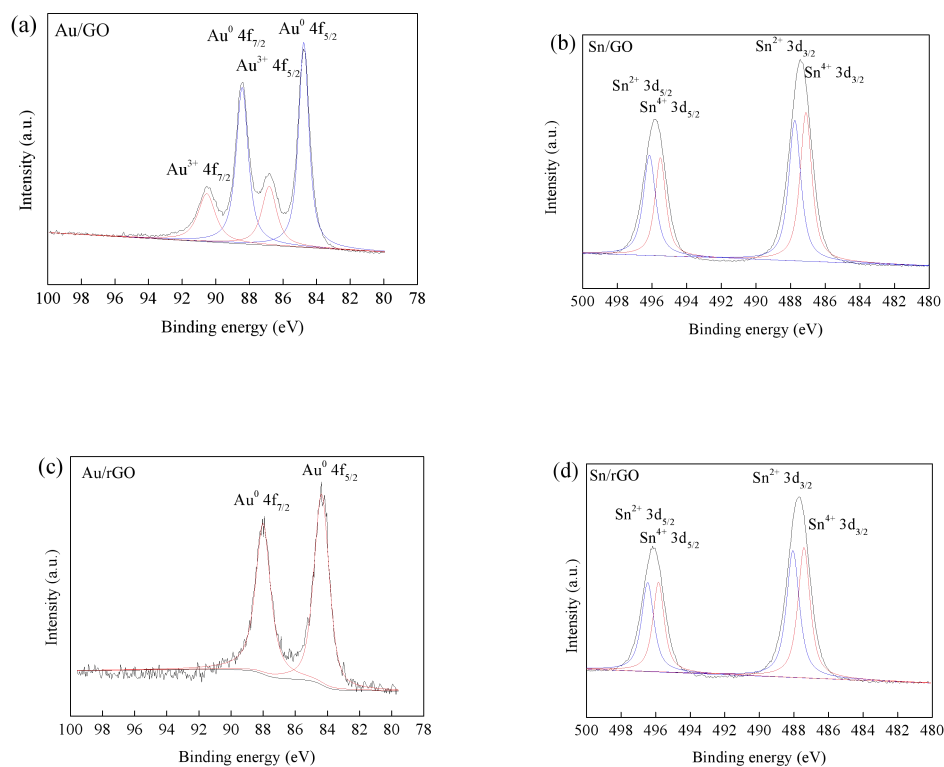 (a)
Au/GO
Au⁰ 4f₇/₂
Au⁰ 4f₅/₂
Au³⁺ 4f₅/₂
Au³⁺ 4f₇/₂
Intensity (a.u.)
100 98 96 94 92 90 88 86 84 82 80 78
Binding energy (eV)
(b)
Sn/GO
Sn²⁺ 3d₃/₂
Sn⁴⁺ 3d₃/₂
Sn²⁺ 3d₅/₂
Sn⁴⁺ 3d₅/₂
Intensity (a.u.)
500 498 496 494 492 490 488 486 484 482 480
Binding energy (eV)
(c)
Au/rGO
Au⁰ 4f₅/₂
Au⁰ 4f₇/₂
Intensity (a.u.)
100 98 96 94 92 90 88 86 84 82 80 78
Binding energy (eV)
(d)
Sn/rGO
Sn²⁺ 3d₃/₂
Sn²⁺ 3d₅/₂
Sn⁴⁺ 3d₃/₂
Sn⁴⁺ 3d₅/₂
Intensity (a.u.)
500 498 496 494 492 490 488 486 484 482 480
Binding energy (eV)